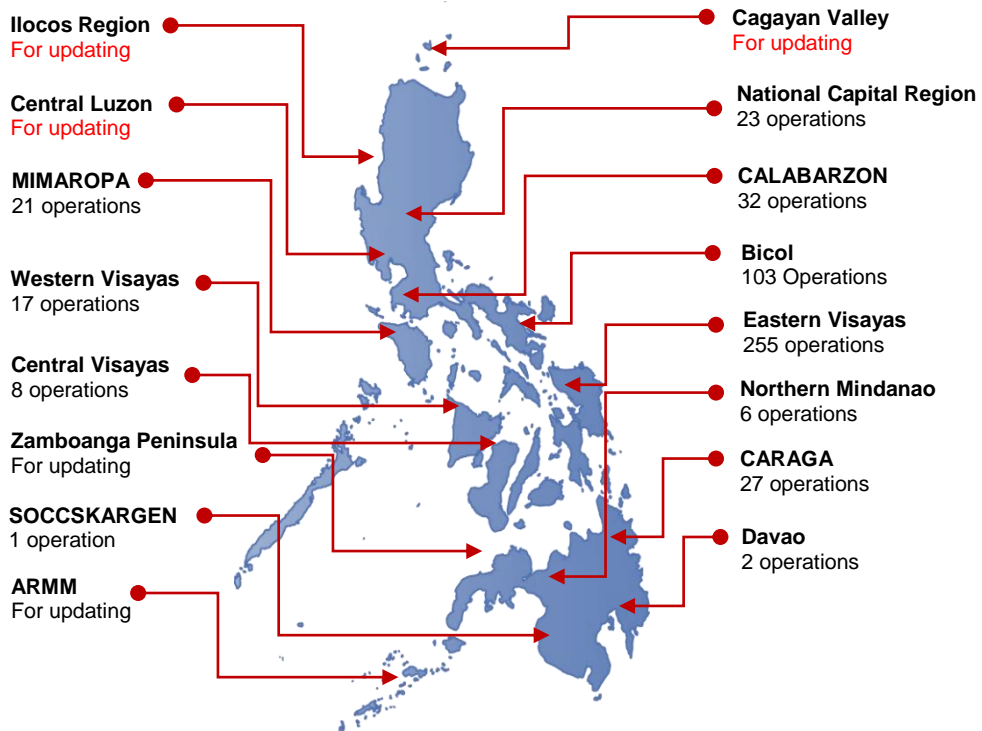 Ilocos Region
For updating
Central Luzon
For updating
MIMAROPA
21 operations
Western Visayas
17 operations
Central Visayas
8 operations
Zamboanga Peninsula
For updating
SOCCSKARGEN
1 operation
ARMM
For updating
Cagayan Valley
For updating
National Capital Region
23 operations
CALABARZON
32 operations
Bicol
103 Operations
Eastern Visayas
255 operations
Northern Mindanao
6 operations
CARAGA
27 operations
Davao
2 operations